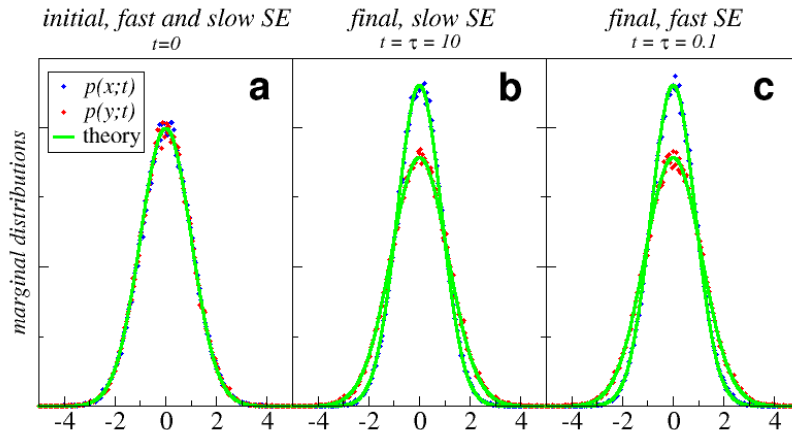 initial, fast and slow SE
t=0
final, slow SE
t = τ = 10
final, fast SE
t = τ = 0.1
marginal distributions
p(x;t)
p(y;t)
theory
a
b
c
-4 -2 0 2 4
-4 -2 0 2 4
-4 -2 0 2 4